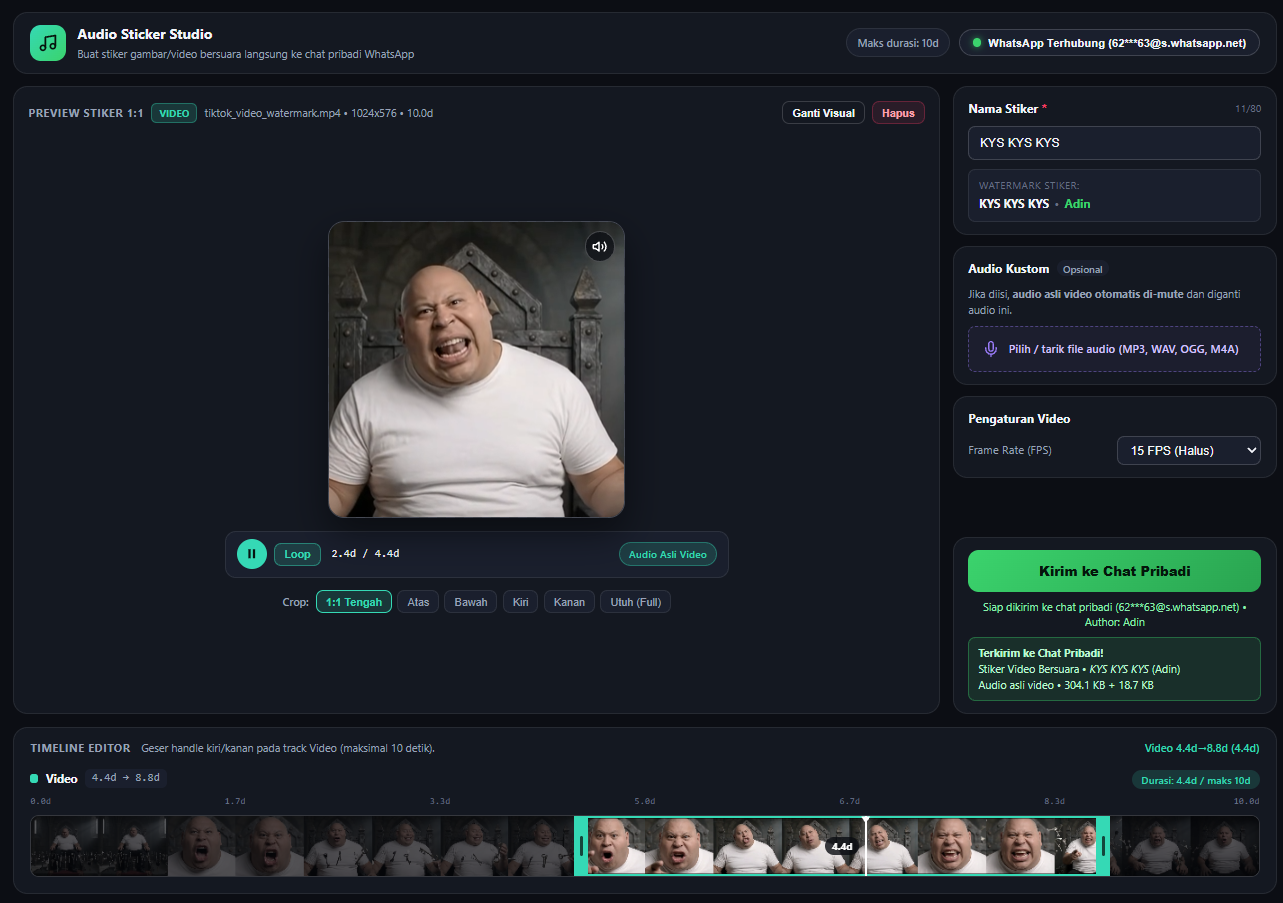 Audio Sticker Studio
Buat stiker gambar/video bersuara langsung ke chat pribadi WhatsApp
Maks durasi: 10d
WhatsApp Terhubung (62***63@s.whatsapp.net)
PREVIEW STIKER 1:1
VIDEO
tiktok_video_watermark.mp4 • 1024x576 • 10.0d
Ganti Visual
Hapus
2.4d / 4.4d
Loop
Audio Asli Video
Crop:
1:1 Tengah
Atas
Bawah
Kiri
Kanan
Utuh (Full)
Nama Stiker *
11/80
KYS KYS KYS
WATERMARK STIKER:
KYS KYS KYS • Adin
Audio Kustom
Opsional
Jika diisi, audio asli video otomatis di-mute dan diganti
audio ini.
Pilih / tarik file audio (MP3, WAV, OGG, M4A)
Pengaturan Video
Frame Rate (FPS)
15 FPS (Halus)
Kirim ke Chat Pribadi
Siap dikirim ke chat pribadi (62***63@s.whatsapp.net) •
Author: Adin
Terkirim ke Chat Pribadi!
Stiker Video Bersuara • KYS KYS KYS (Adin)
Audio asli video • 304.1 KB + 18.7 KB
TIMELINE EDITOR
Geser handle kiri/kanan pada track Video (maksimal 10 detik).
Video 4.4d→8.8d (4.4d)
Video
4.4d → 8.8d
Durasi: 4.4d / maks 10d
0.0d
1.7d
3.3d
5.0d
6.7d
8.3d
10.0d
4.4d